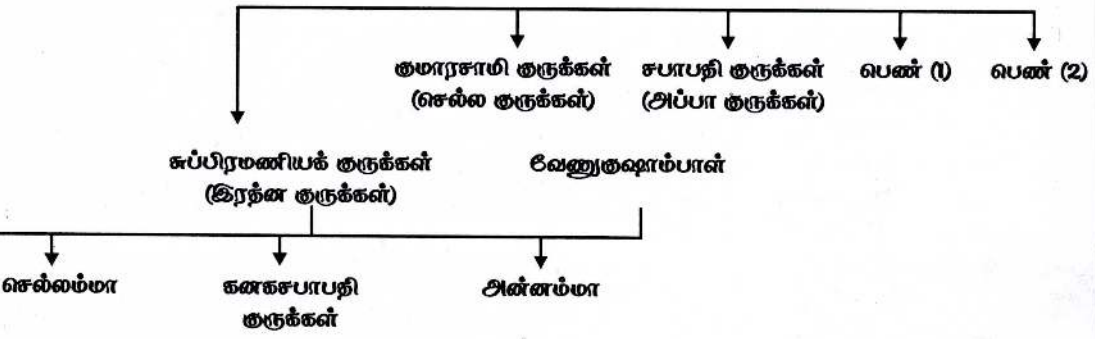 குமாரசாமி குருக்கள் சபாபதி குருக்கள் பெண் (1) பெண் (2)
(செல்ல குருக்கள்) (அப்பா குருக்கள்)
சுப்பிரமணியக் குருக்கள் வேணுகுஷாம்பாள்
(இரத்ன குருக்கள்)
செல்லம்மா கனகசபாபதி அன்னம்மா
குருக்கள்